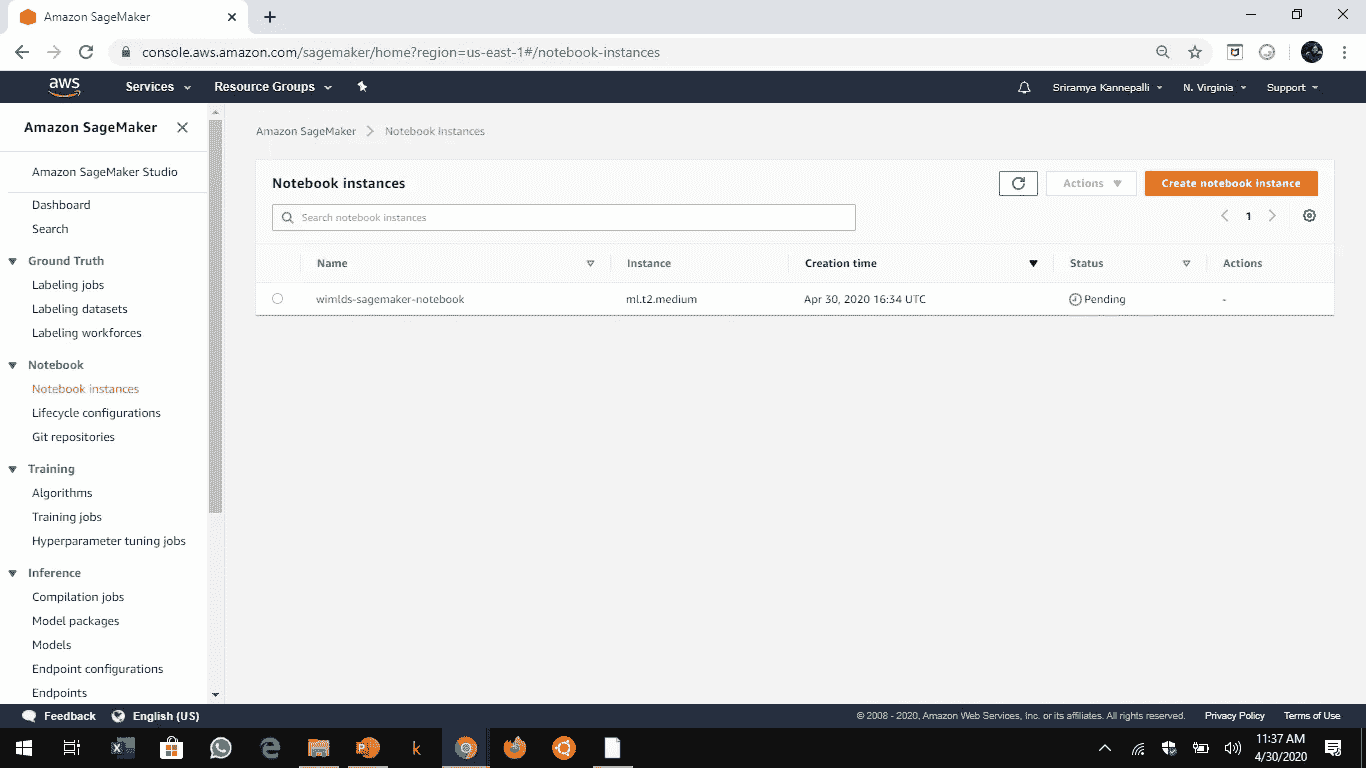 Amazon SageMaker
console.aws.amazon.com/sagemaker/home?region=us-east-1#/notebook-instances
aws Services Resource Groups Sriramya Kannepalli N. Virginia Support
Amazon SageMaker
Amazon SageMaker Studio
Dashboard
Search
Ground Truth
Labeling jobs
Labeling datasets
Labeling workforces
Notebook
Notebook instances
Lifecycle configurations
Git repositories
Training
Algorithms
Training jobs
Hyperparameter tuning jobs
Inference
Compilation jobs
Model packages
Models
Endpoint configurations
Endpoints
Amazon SageMaker Notebook instances
Notebook instances Actions Create notebook instance
Search notebook instances 1
Name Instance Creation time Status Actions
wimlds-sagemaker-notebook ml.t2.medium Apr 30, 2020 16:34 UTC Pending -
Feedback English (US) © 2008 - 2020, Amazon Web Services, Inc. or its affiliates. All rights reserved. Privacy Policy Terms of Use
11:37 AM
4/30/2020